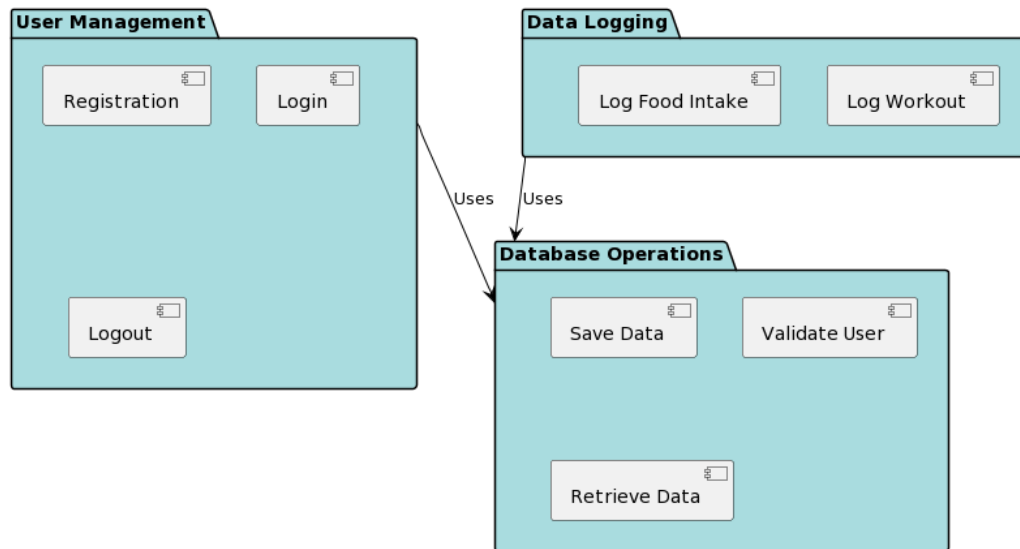 User Management
Data Logging
Registration
Login
Log Food Intake
Log Workout
Uses
Uses
Database Operations
Logout
Save Data
Validate User
Retrieve Data